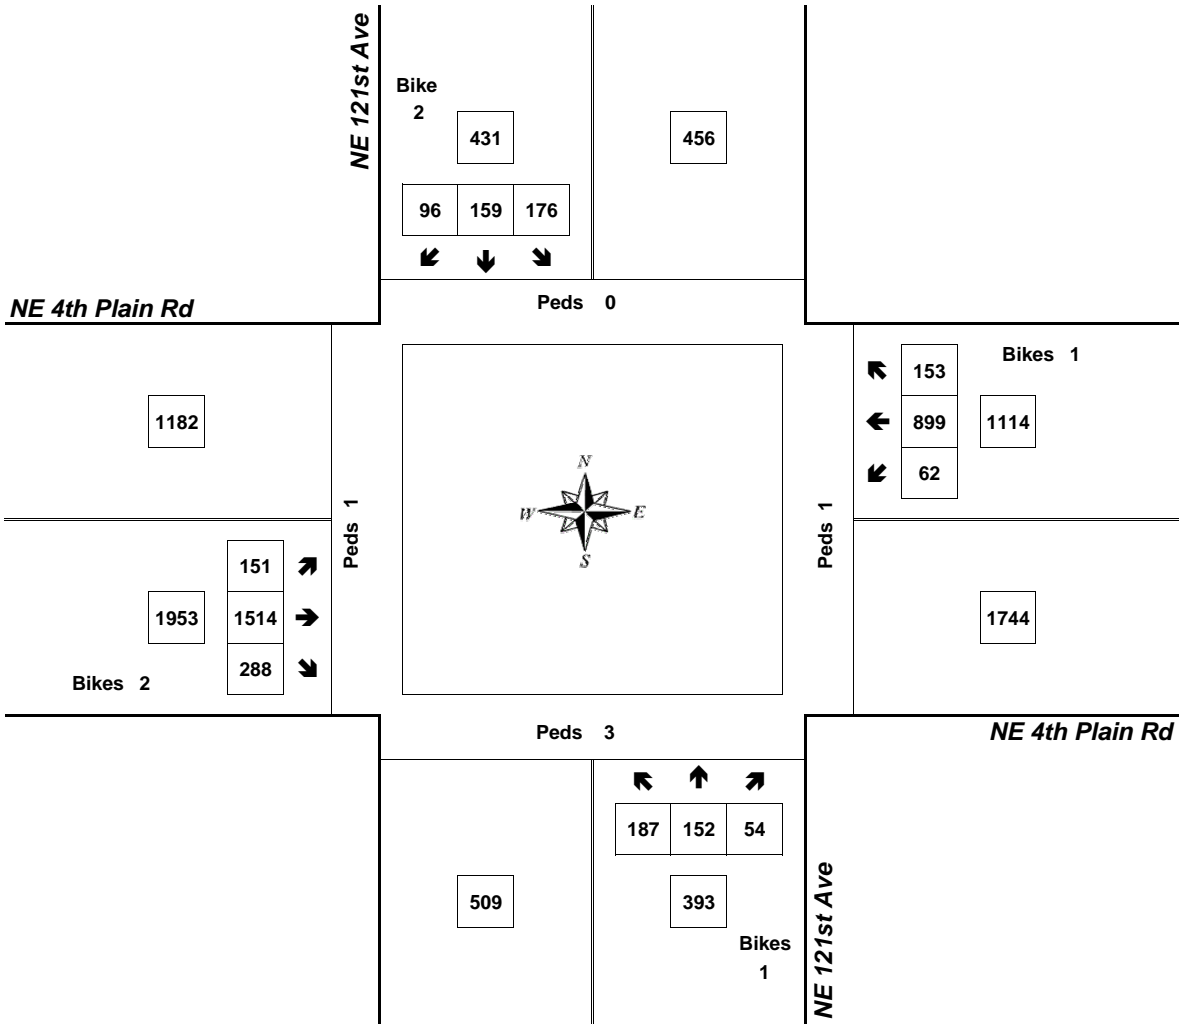 NE 121st Ave
Bike
2
431
456
96 159 176
NE 4th Plain Rd
Peds 0
Bikes 1
153
899
62
1114
1182
N
W E
S
Peds 1
Peds 1
151
1514
288
1953
Bikes 2
1744
Peds 3
NE 4th Plain Rd
187 152 54
509
393
Bikes
1
NE 121st Ave